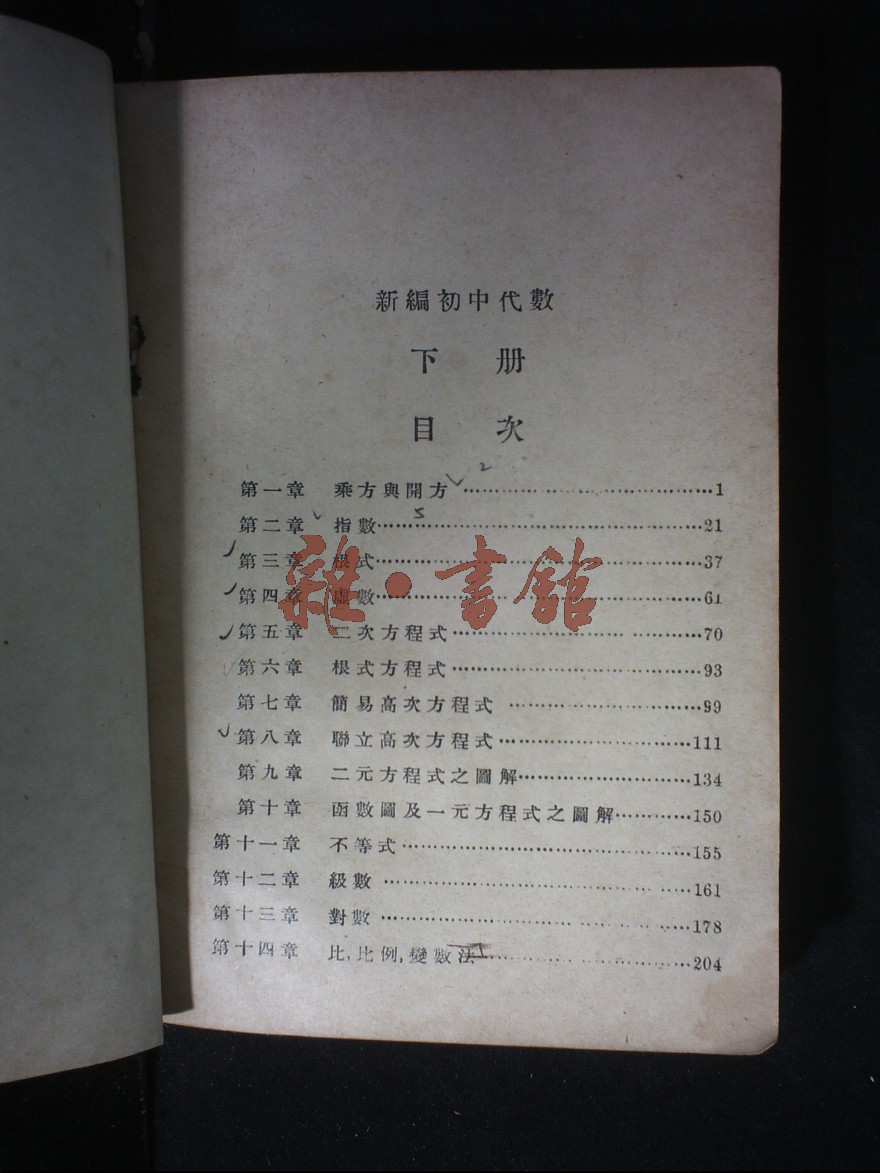 新編初中代數
下 册
目 次
第一章 乘方與開方 ………………………………1
第二章 指數………………………………21
第三章 根式………………………………37
第四章 虛數………………………………61
第五章 二次方程式………………………………70
第六章 根式方程式………………………………93
第七章 簡易高次方程式 ………………………………99
第八章 聯立高次方程式………………………………111
第九章 二元方程式之圖解………………………………134
第十章 函數圖及一元方程式之圖解…………150
第十一章 不等式………………………………155
第十二章 級數 ………………………………161
第十三章 對數 ………………………………178
第十四章 比,比例,變數法………………………………204
雜·書館